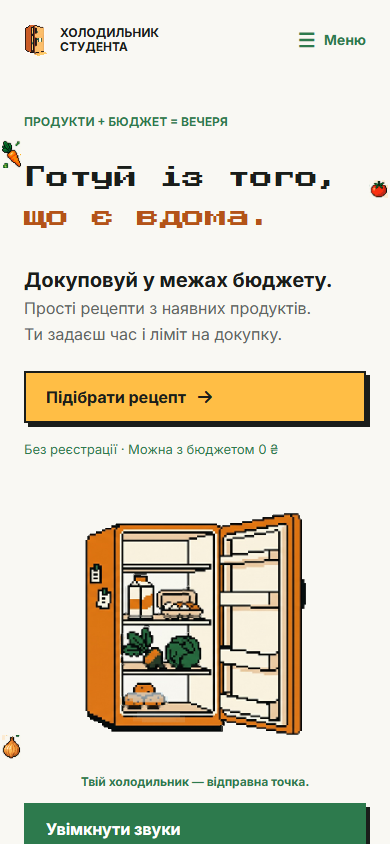 ХОЛОДИЛЬНИК
СТУДЕНТА
Меню
ПРОДУКТИ + БЮДЖЕТ = ВЕЧЕРЯ
Готуй із того,
що є вдома.
Докуповуй у межах бюджету.
Прості рецепти з наявних продуктів.
Ти задаєш час і ліміт на докупку.
Підібрати рецепт →
Без реєстрації · Можна з бюджетом 0 ₴
Твій холодильник — відправна точка.
Увімкнути звуки